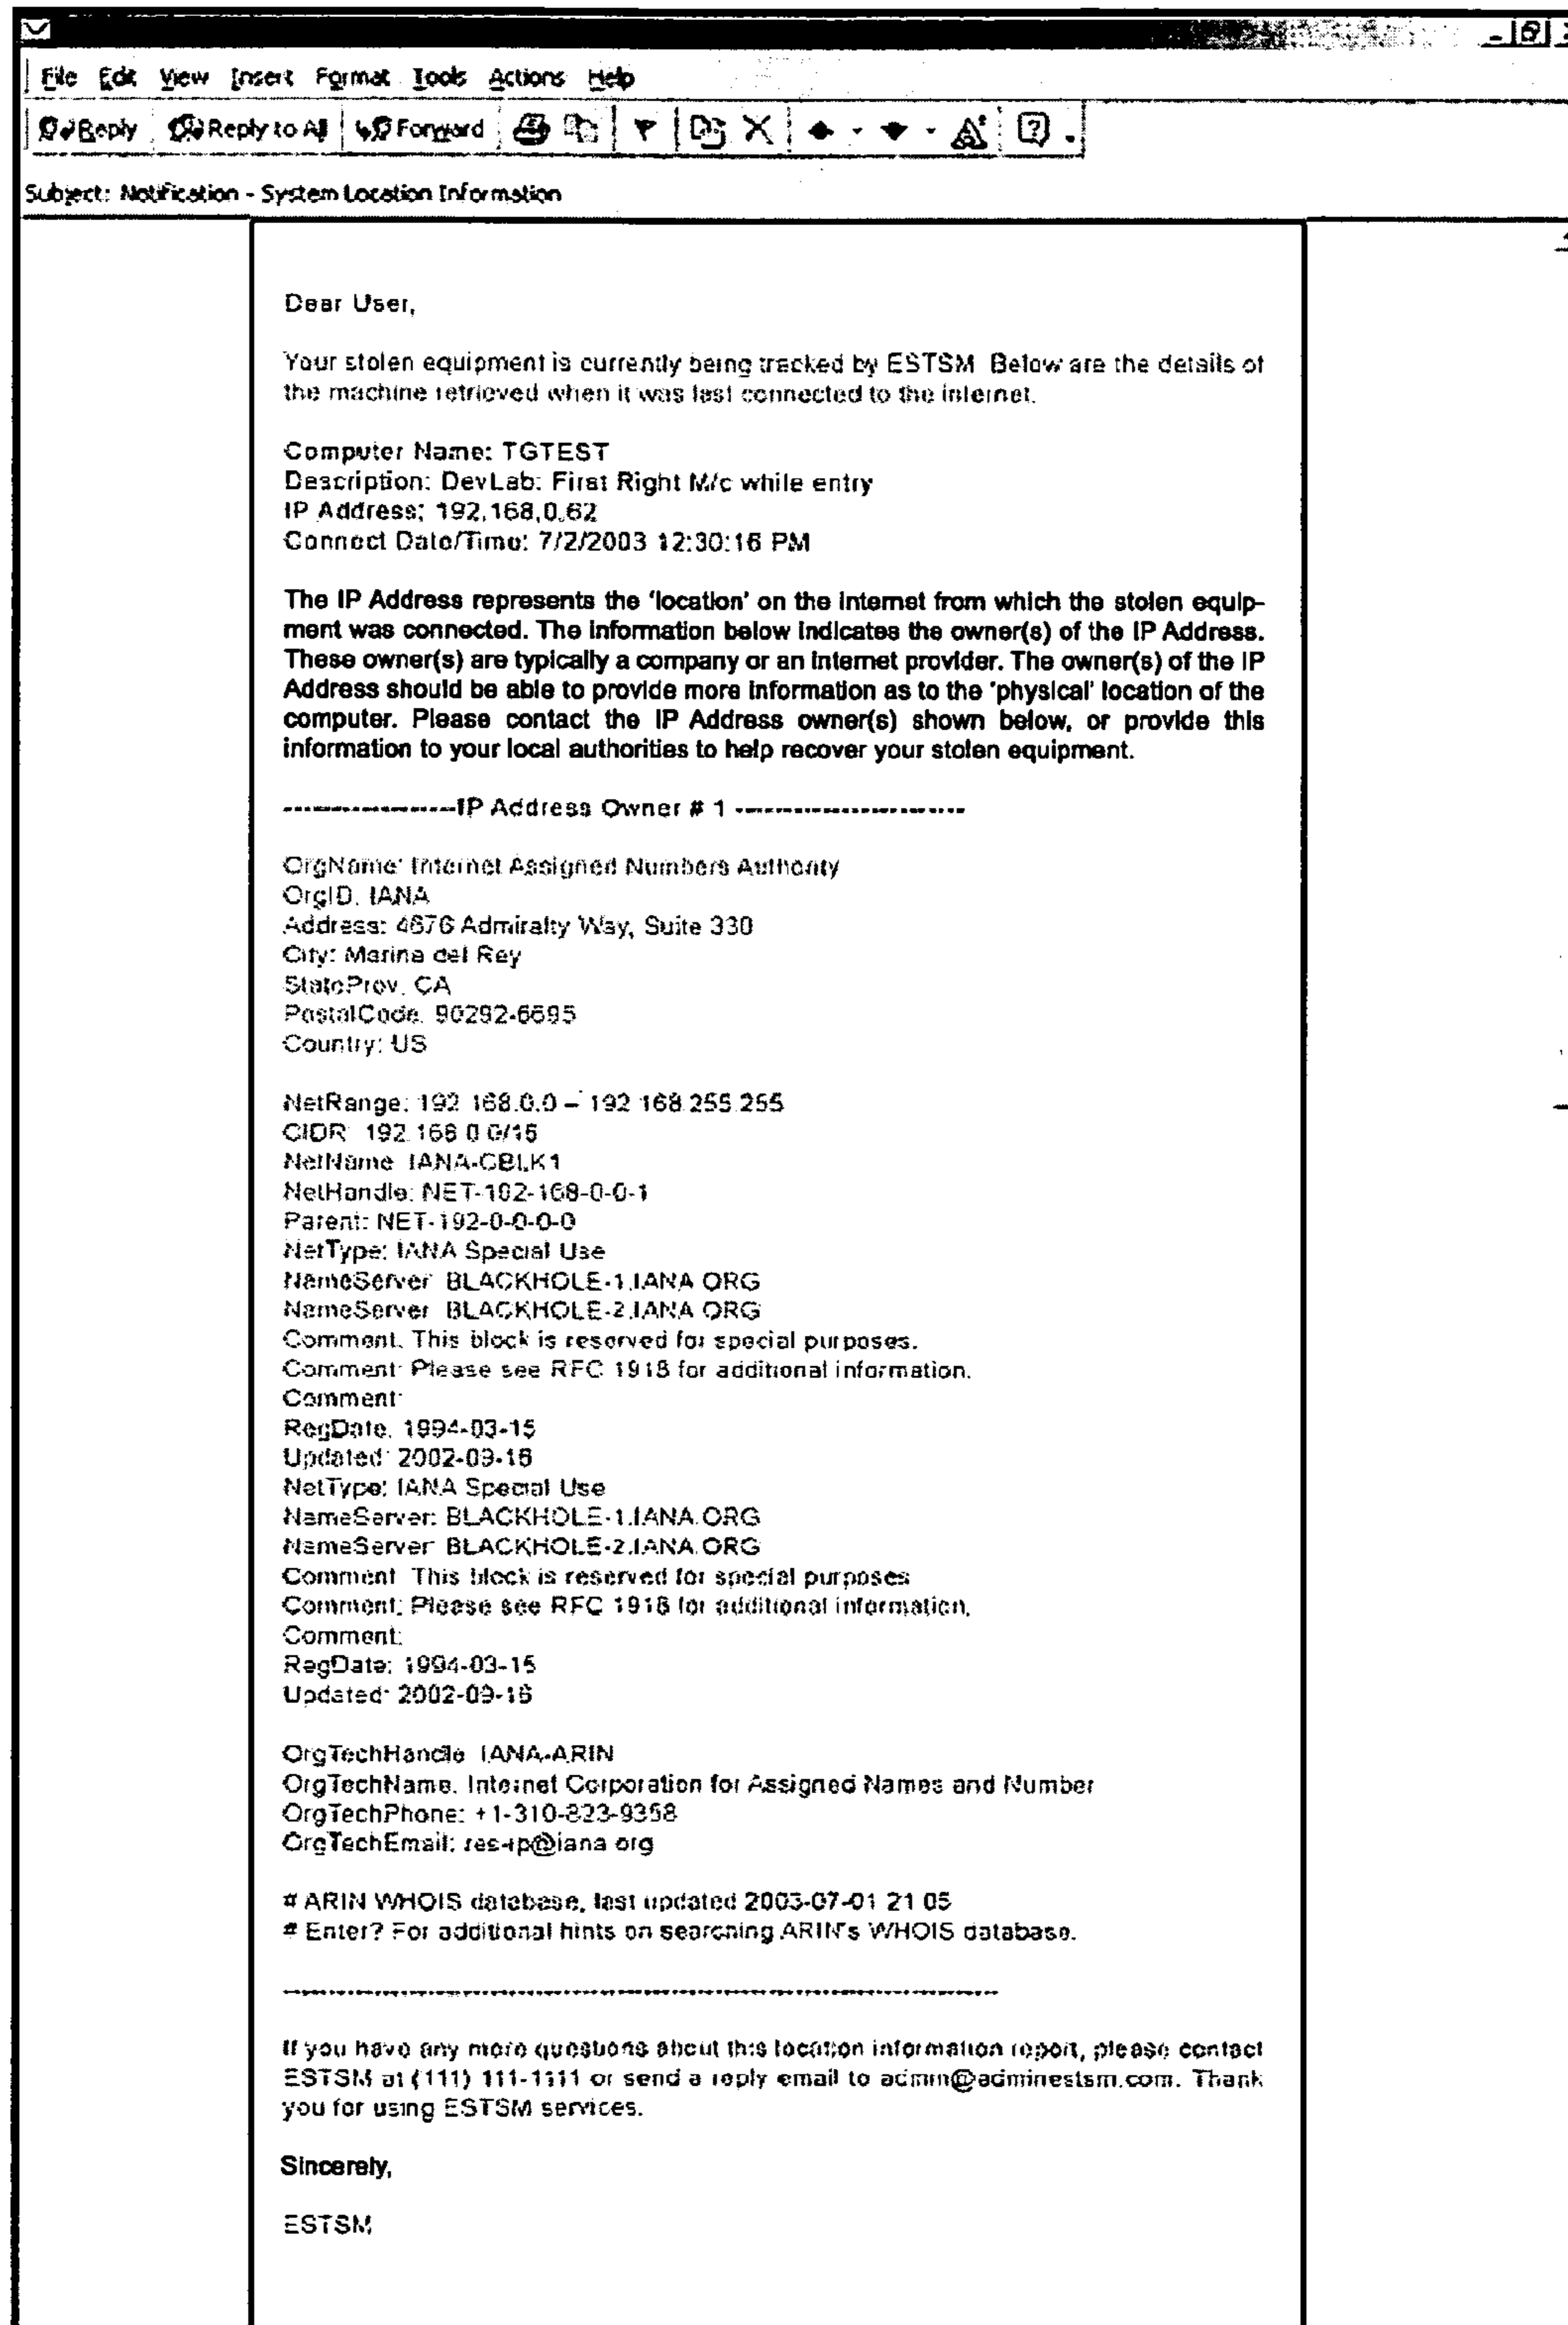 File Edit View Insert Format Tools Actions Help
Reply Reply to All Forward
Subject: Notification - System Location Information
Dear User,
Your stolen equipment is currently being tracked by ESTSM Below are the details of
the machine retrieved when it was last connected to the internet.
Computer Name: TGTEST
Description: DevLab: First Right M/c while entry
IP Address: 192.168.0.62
Connect Date/Time: 7/2/2003 12:30:16 PM
The IP Address represents the 'location' on the Internet from which the stolen equip-
ment was connected. The information below indicates the owner(s) of the IP Address.
These owner(s) are typically a company or an Internet provider. The owner(s) of the IP
Address should be able to provide more information as to the 'physical' location of the
computer. Please contact the IP Address owner(s) shown below, or provide this
information to your local authorities to help recover your stolen equipment.
-------------------IP Address Owner # 1 -------------------------
OrgName: Internet Assigned Numbers Authority
OrgID: IANA
Address: 4676 Admiralty Way, Suite 330
City: Marina del Rey
StateProv: CA
PostalCode: 90292-6695
Country: US
NetRange: 192.168.0.0 – 192.168.255.255
CIDR: 192.168.0.0/16
NetName: IANA-CBLK1
NetHandle: NET-192-168-0-0-1
Parent: NET-192-0-0-0-0
NetType: IANA Special Use
NameServer: BLACKHOLE-1.IANA.ORG
NameServer: BLACKHOLE-2.IANA.ORG
Comment: This block is reserved for special purposes.
Comment: Please see RFC 1918 for additional information.
Comment:
RegDate: 1994-03-15
Updated: 2002-09-16
NetType: IANA Special Use
NameServer: BLACKHOLE-1.IANA.ORG
NameServer: BLACKHOLE-2.IANA.ORG
Comment: This block is reserved for special purposes
Comment: Please see RFC 1918 for additional information.
Comment:
RegDate: 1994-03-15
Updated: 2002-09-16
OrgTechHandle: IANA-ARIN
OrgTechName: Internet Corporation for Assigned Names and Number
OrgTechPhone: +1-310-823-9358
OrgTechEmail: res-ip@iana.org
# ARIN WHOIS database, last updated 2003-07-01 21:05
# Enter? For additional hints on searching ARIN's WHOIS database.
-------------------------------------------------------------------------------
If you have any more questions about this location information report, please contact
ESTSM at (111) 111-1111 or send a reply email to admin@adminestsm.com. Thank
you for using ESTSM services.
Sincerely,
ESTSM